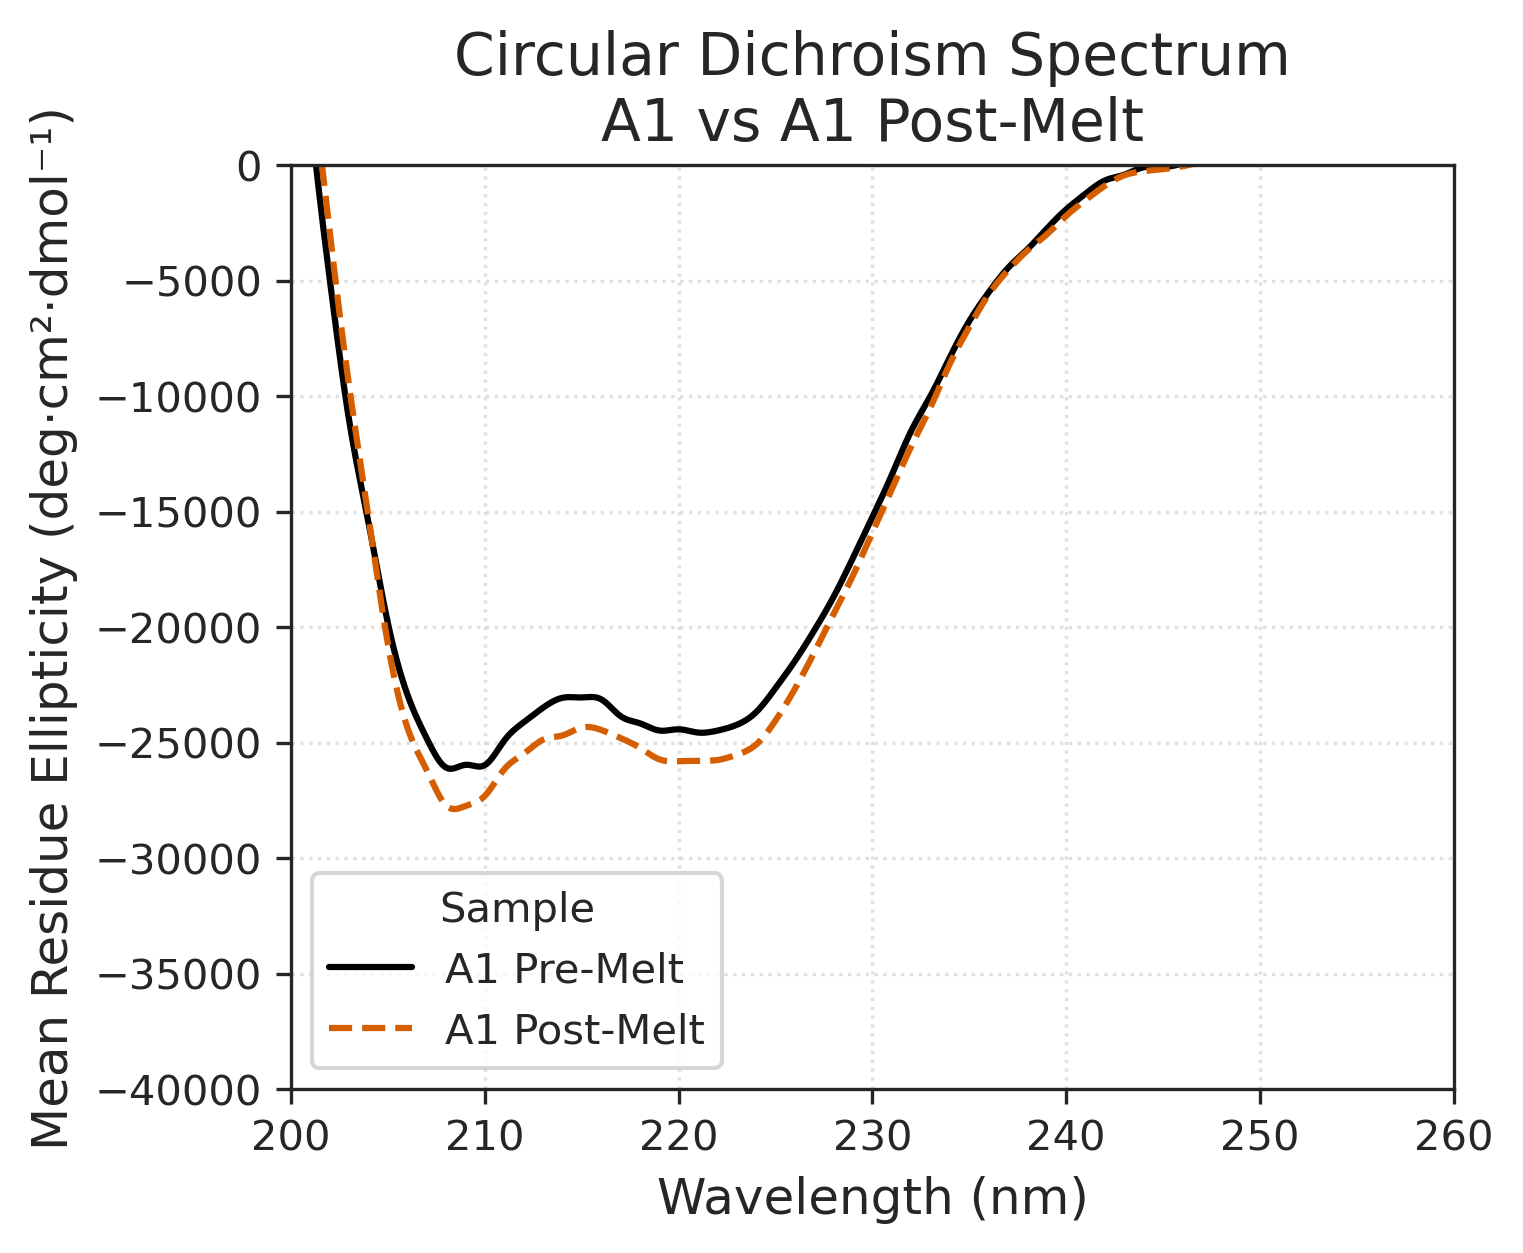 Circular Dichroism Spectrum
A1 vs A1 Post-Melt
Mean Residue Ellipticity (deg·cm²·dmol⁻¹)
0
−5000
−10000
−15000
−20000
−25000
−30000
−35000
−40000
Sample
A1 Pre-Melt
A1 Post-Melt
200 210 220 230 240 250 260
Wavelength (nm)